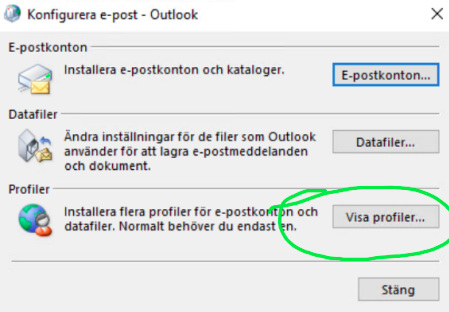 Konfigurera e-post - Outlook
E-postkonton
Installera e-postkonton och kataloger.
E-postkonton...
Datafiler
Ändra inställningar för de filer som Outlook
använder för att lagra e-postmeddelanden
och dokument.
Datafiler...
Profiler
Installera flera profiler för e-postkonton och
datafiler. Normalt behöver du endast en.
Visa profiler...
Stäng